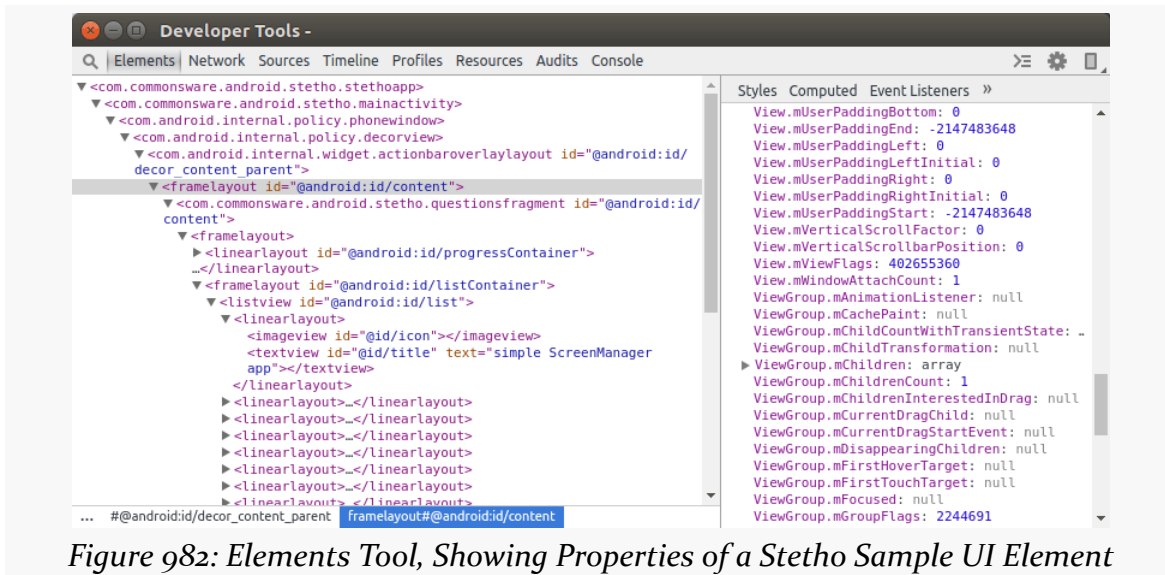 Developer Tools -
Elements Network Sources Timeline Profiles Resources Audits Console
▼<com.commonsware.android.stetho.stethoapp>
▼<com.commonsware.android.stetho.mainactivity>
▼<com.android.internal.policy.phonewindow>
▼<com.android.internal.policy.decorview>
▼<com.android.internal.widget.actionbaroverlaylayout id="@android:id/
decor_content_parent">
▼<framelayout id="@android:id/content">
▼<com.commonsware.android.stetho.questionsfragment id="@android:id/
content">
▼<framelayout>
▶<linearlayout id="@android:id/progressContainer">
…</linearlayout>
▼<framelayout id="@android:id/listContainer">
▼<listview id="@android:id/list">
▼<linearlayout>
<imageview id="@id/icon"></imageview>
<textview id="@id/title" text="simple ScreenManager
app"></textview>
</linearlayout>
▶<linearlayout>…</linearlayout>
▶<linearlayout>…</linearlayout>
▶<linearlayout>…</linearlayout>
▶<linearlayout>…</linearlayout>
▶<linearlayout>…</linearlayout>
▶<linearlayout>…</linearlayout>
... #@android:id/decor_content_parent framelayout#@android:id/content
Styles Computed Event Listeners »
View.mUserPaddingBottom: 0
View.mUserPaddingEnd: -2147483648
View.mUserPaddingLeft: 0
View.mUserPaddingLeftInitial: 0
View.mUserPaddingRight: 0
View.mUserPaddingRightInitial: 0
View.mUserPaddingStart: -2147483648
View.mVerticalScrollFactor: 0
View.mVerticalScrollbarPosition: 0
View.mViewFlags: 402655360
View.mWindowAttachCount: 1
ViewGroup.mAnimationListener: null
ViewGroup.mCachePaint: null
ViewGroup.mChildCountWithTransientState: …
ViewGroup.mChildTransformation: null
▶ViewGroup.mChildren: array
ViewGroup.mChildrenCount: 1
ViewGroup.mChildrenInterestedInDrag: null
ViewGroup.mCurrentDragChild: null
ViewGroup.mCurrentDragStartEvent: null
ViewGroup.mDisappearingChildren: null
ViewGroup.mFirstHoverTarget: null
ViewGroup.mFirstTouchTarget: null
ViewGroup.mFocused: null
ViewGroup.mGroupFlags: 2244691
Figure 982: Elements Tool, Showing Properties of a Stetho Sample UI Element